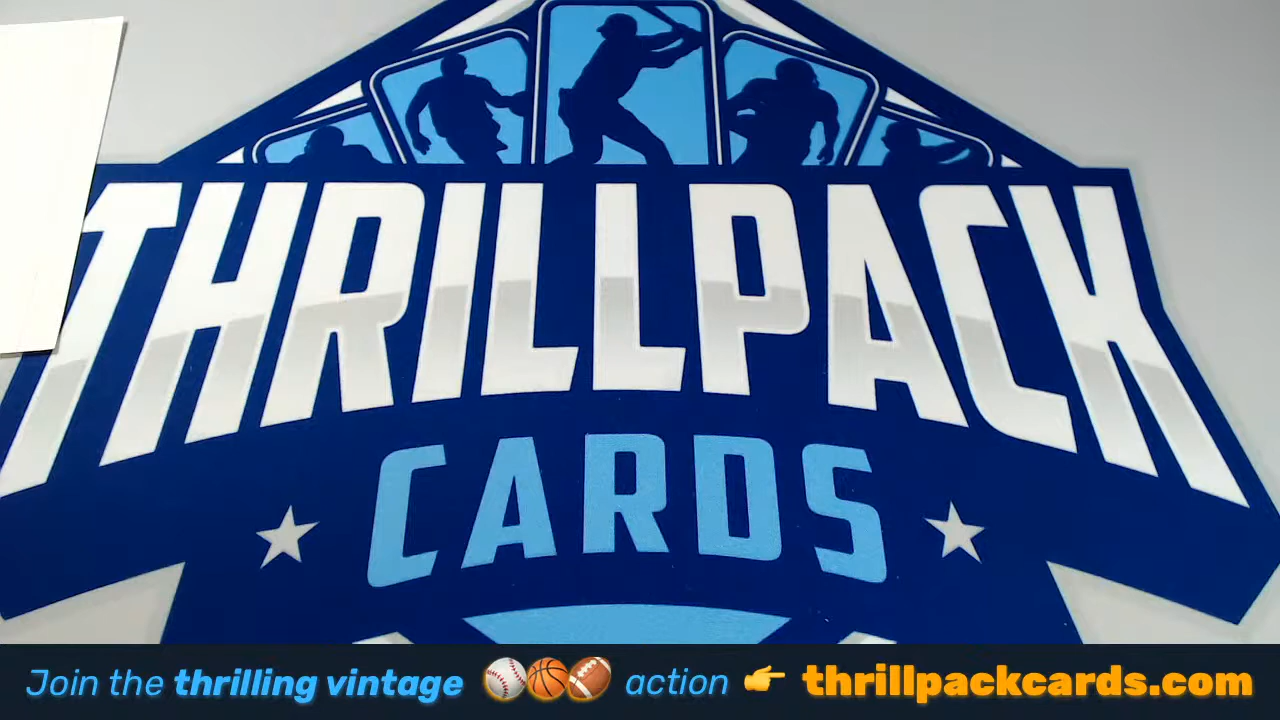 THRILLPACK
CARDS
Join the thrilling vintage ⚾🏀🏈 action 👉 thrillpackcards.com